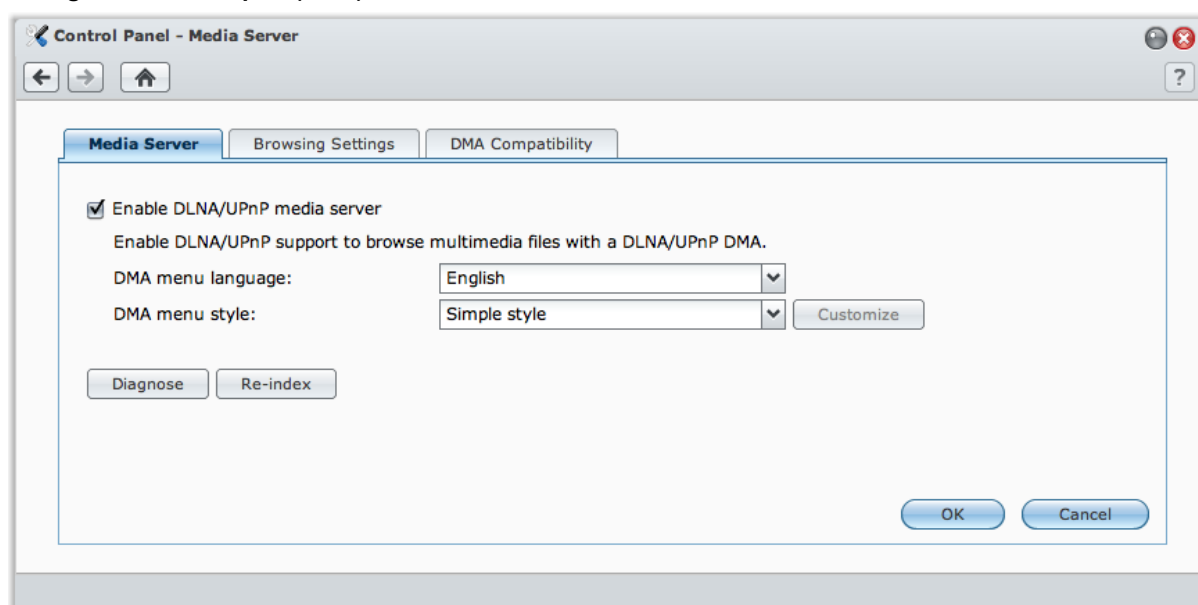 Control Panel - Media Server
?
Media Server Browsing Settings DMA Compatibility
Enable DLNA/UPnP media server
Enable DLNA/UPnP support to browse multimedia files with a DLNA/UPnP DMA.
DMA menu language: English
DMA menu style: Simple style Customize
Diagnose Re-index
OK Cancel